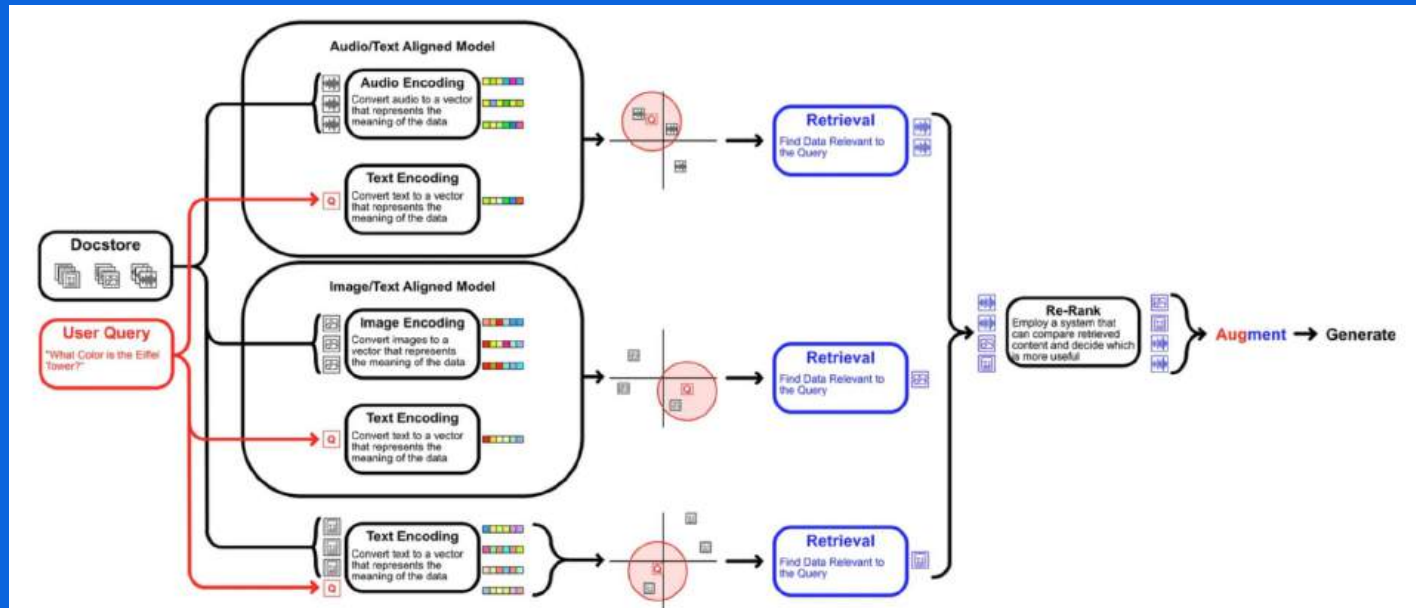 Audio/Text Aligned Model
Audio Encoding
Convert audio to a vector
that represents the
meaning of the data
Text Encoding
Q
Convert text to a vector
that represents the
meaning of the data
Q
Retrieval
Find Data Relevant to
the Query
Docstore
User Query
"What Color is the Eiffel
Tower?"
Image/Text Aligned Model
Image Encoding
Convert images to a
vector that represents
the meaning of the data
Text Encoding
Q
Convert text to a vector
that represents the
meaning of the data
Q
Retrieval
Find Data Relevant to
the Query
Text Encoding
Convert text to a vector
that represents the
meaning of the data
Q
Q
Retrieval
Find Data Relevant to
the Query
Re-Rank
Employ a system that
can compare retrieved
content and decide which
is more useful
Augment
Generate